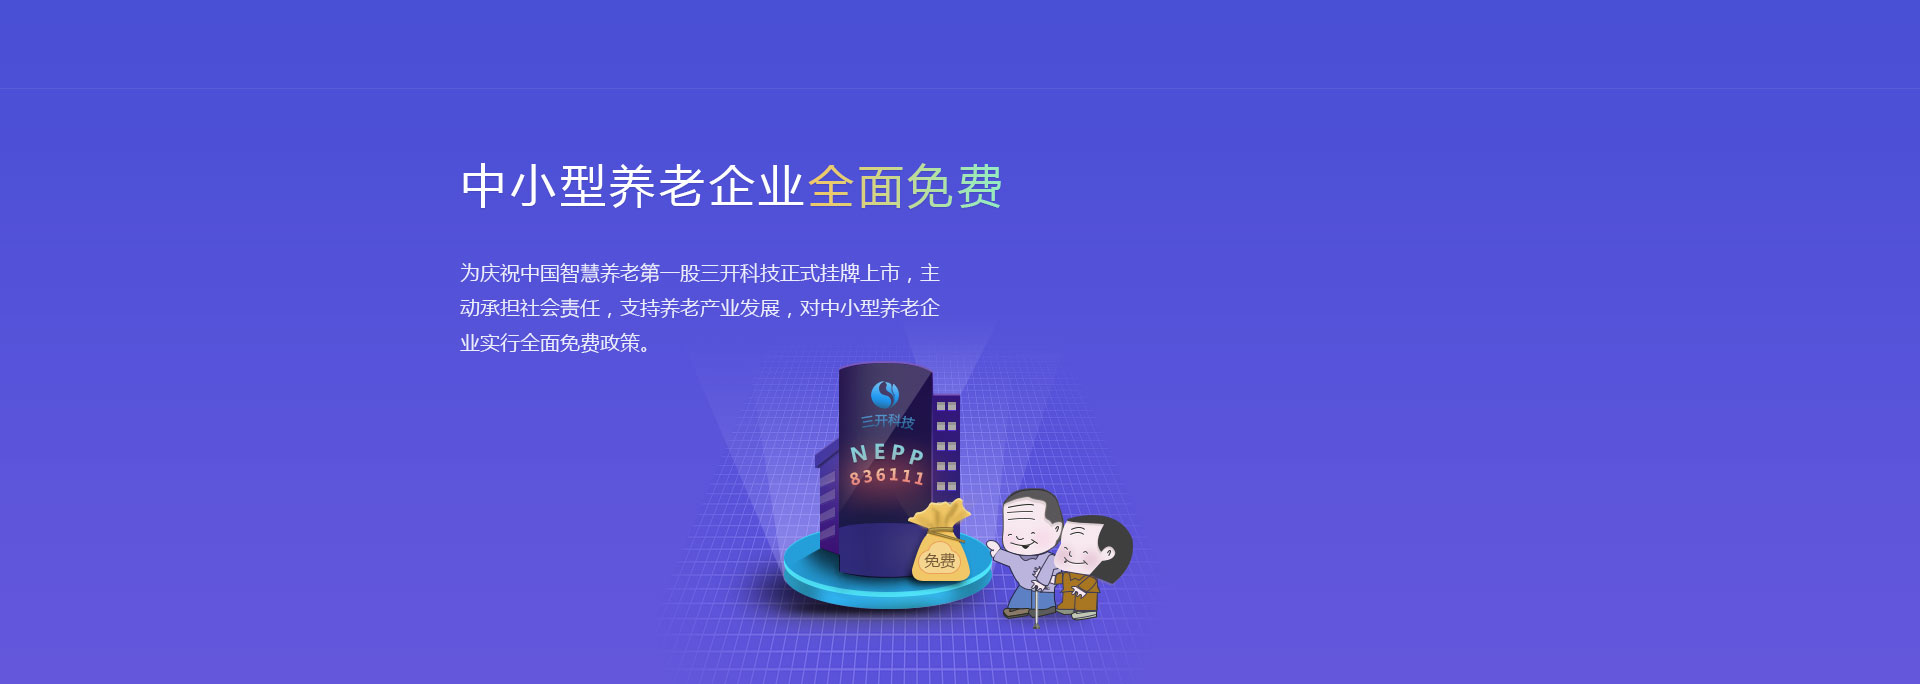 中小型养老企业全面免费
为庆祝中国智慧养老第一股三开科技正式挂牌上市，主
动承担社会责任，支持养老产业发展，对中小型养老企
业实行全面免费政策。
三开科技
NEPP
836111
免费